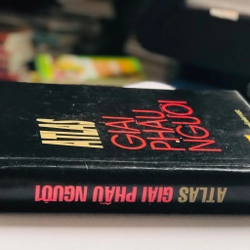 ATLAS
GIẢI
PHẪU
NGƯỜI
ATLAS GIẢI PHẪU NGƯỜI